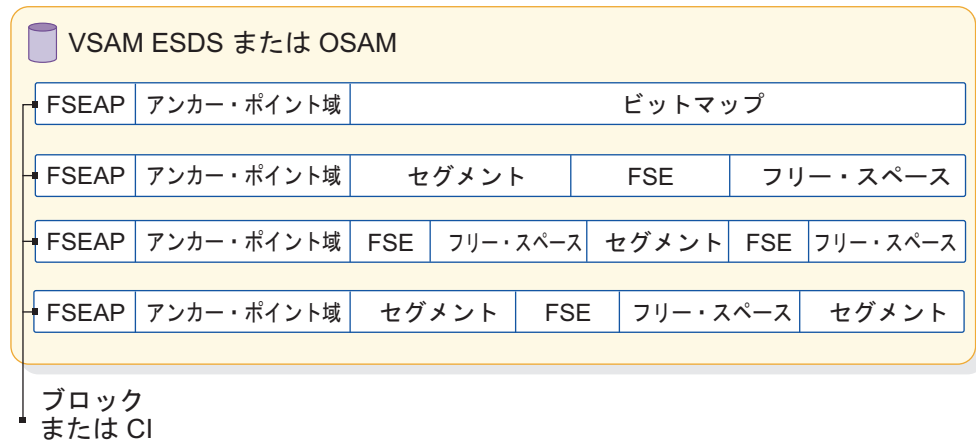 VSAM ESDS または OSAM
FSEAP アンカー・ポイント域 ビットマップ
FSEAP アンカー・ポイント域 セグメント FSE フリー・スペース
FSEAP アンカー・ポイント域 FSE フリー・スペース セグメント FSE フリー・スペース
FSEAP アンカー・ポイント域 セグメント FSE フリー・スペース セグメント
ブロック
または CI